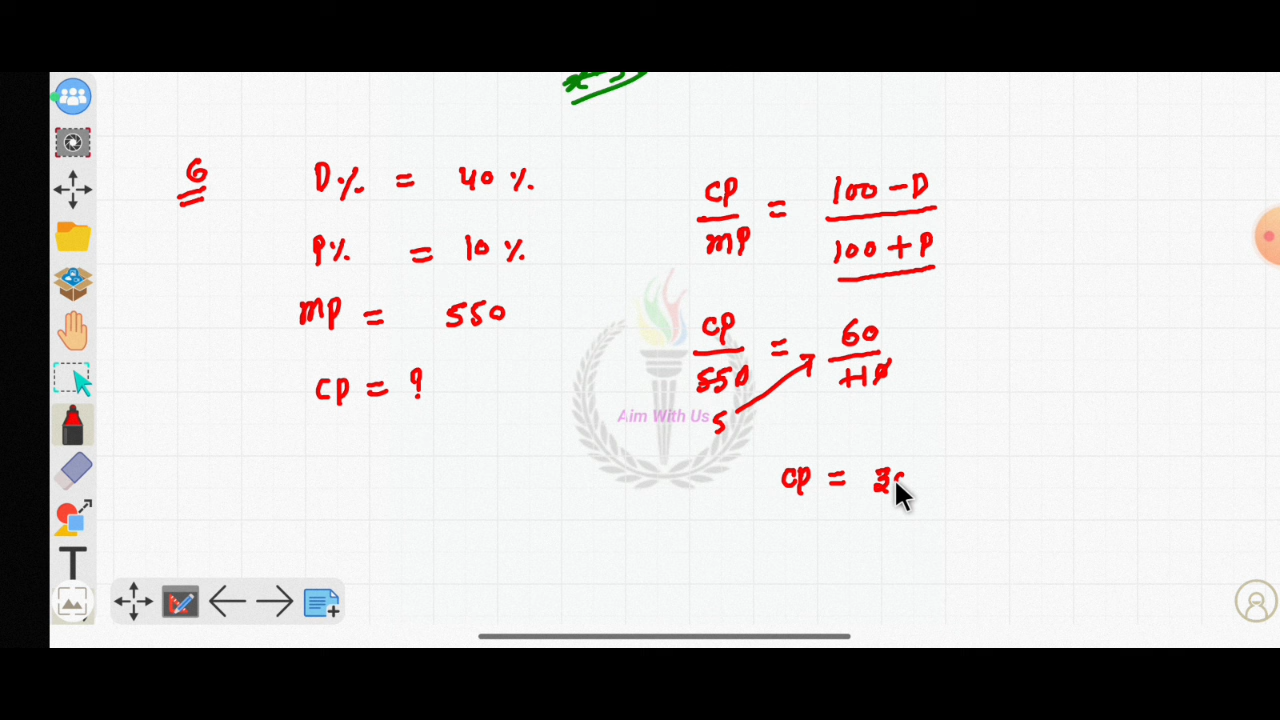 6
D% = 40%
P% = 10%
MP = 550
CP = ?
CP/MP = 100-D/100+P
CP/550 = 60/110
5
CP = 30
Aim With Us
T